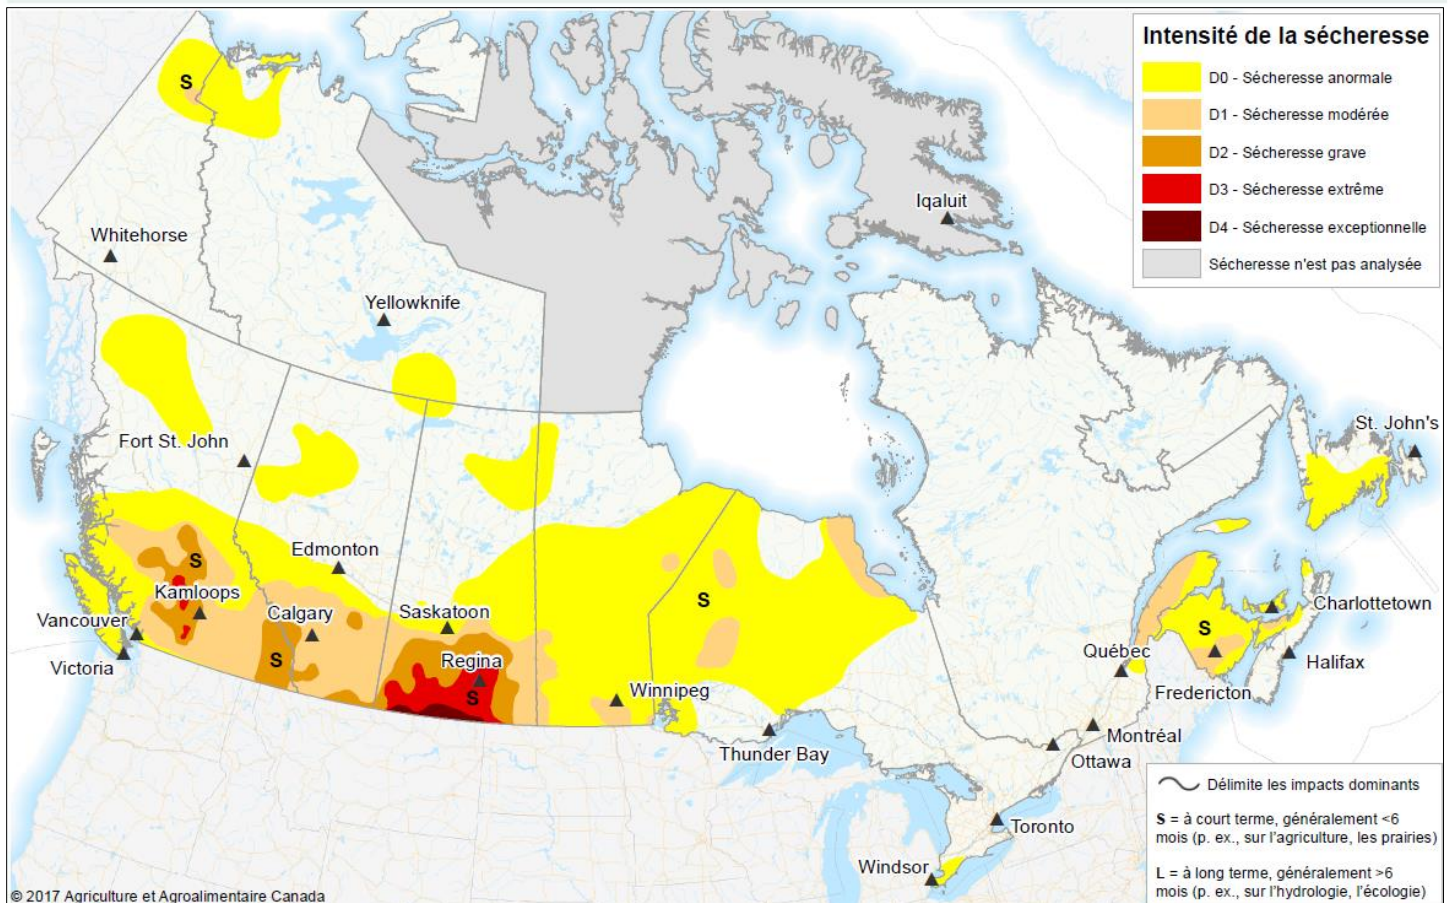 Intensité de la sécheresse
D0 - Sécheresse anormale
D1 - Sécheresse modérée
D2 - Sécheresse grave
D3 - Sécheresse extrême
D4 - Sécheresse exceptionnelle
Sécheresse n'est pas analysée
S
Iqaluit
Whitehorse
Yellowknife
Fort St. John
St. John's
Edmonton
S
Kamloops
Calgary
Saskatoon
S
Charlottetown
Vancouver
S
Victoria
S
Regina
S
Québec
Halifax
Winnipeg
Fredericton
Thunder Bay
Montréal
Ottawa
Toronto
Windsor
Délimite les impacts dominants
S = à court terme, généralement <6
mois (p. ex., sur l'agriculture, les prairies)
L = à long terme, généralement >6
mois (p. ex., sur l'hydrologie, l'écologie)
© 2017 Agriculture et Agroalimentaire Canada